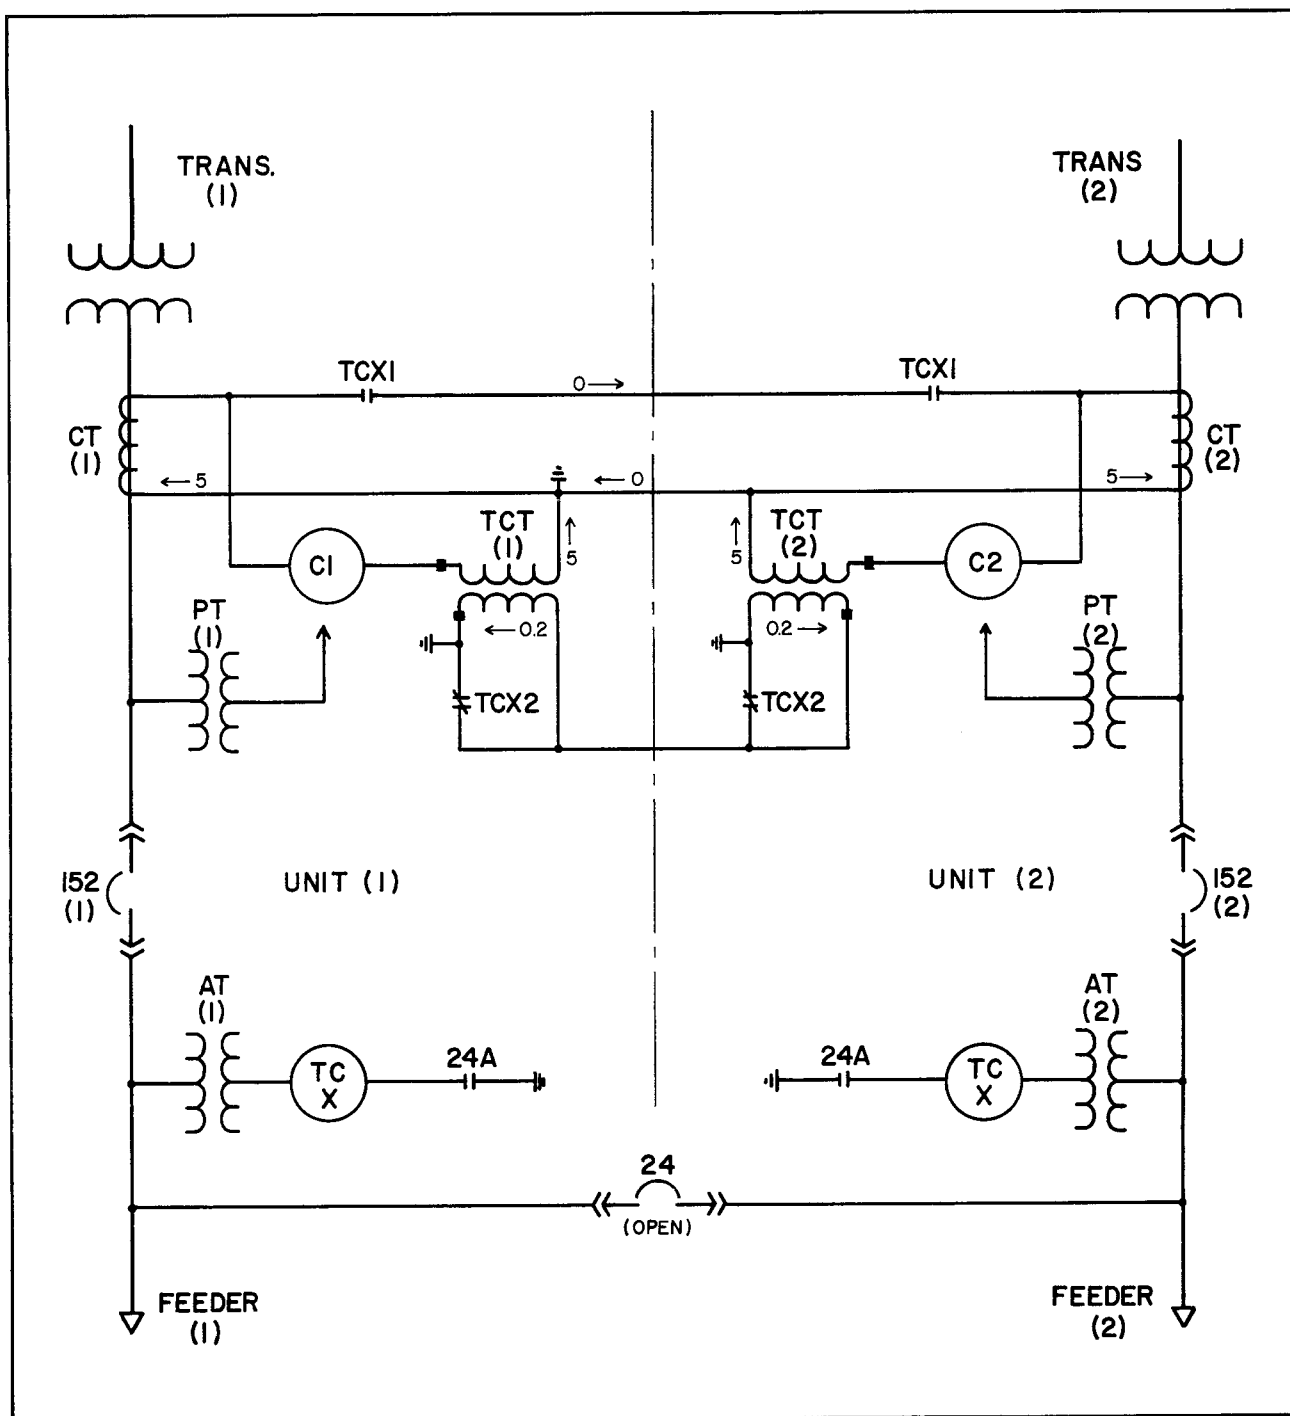 TRANS.
(1)
TRANS
(2)
TCX1
TCX1
0
CT
(1)
CT
(2)
5
0
5
TCT
(1)
TCT
(2)
5
5
C1
C2
PT
(1)
PT
(2)
0.2
0.2
TCX2
TCX2
152
(1)
UNIT (1)
UNIT (2)
152
(2)
AT
(1)
AT
(2)
TC
X
24A
24A
TC
X
24
(OPEN)
FEEDER
(1)
FEEDER
(2)